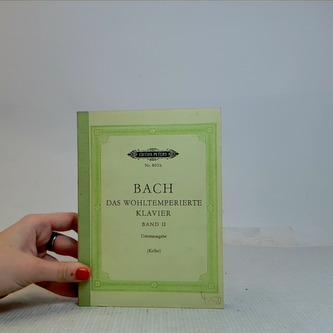 EDITION PETERS
BACH
DAS WOHLTEMPERIERTE
KLAVIER
BAND II
(Keller)